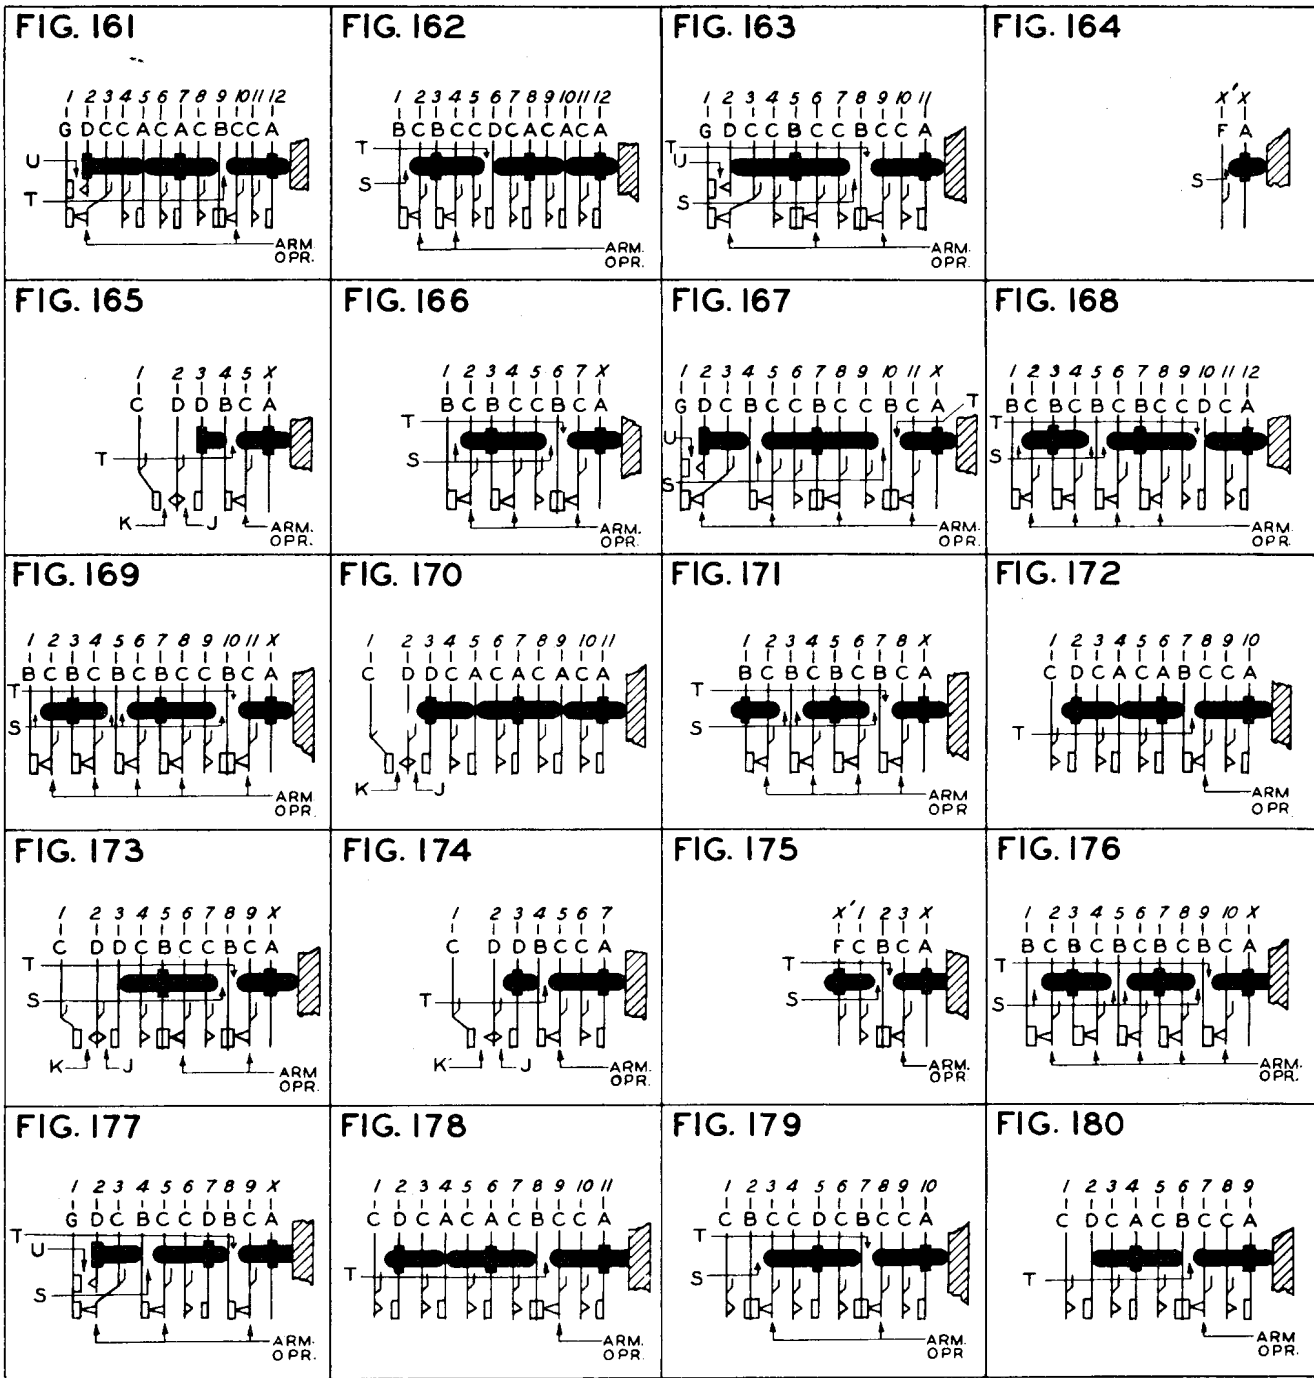 FIG. 161
1 2 3 4 5 6 7 8 9 10 11 12
G D C C A C A C B C C A
U
T
ARM.
OPR.
FIG. 162
1 2 3 4 5 6 7 8 9 10 11 12
B C B C C D C A C A C A
T
S
ARM.
OPR.
FIG. 163
1 2 3 4 5 6 7 8 9 10 11
G D C C B C C B C C A
T
U
S
ARM.
OPR.
FIG. 164
X' X
F A
S
FIG. 165
1 2 3 4 5 X
C D D B C A
T
K J
ARM.
OPR.
FIG. 166
1 2 3 4 5 6 7 X
B C B C C B C A
T
S
ARM.
OPR.
FIG. 167
1 2 3 4 5 6 7 8 9 10 11 X
G D C B C C B C C B C A
T
U
S
ARM.
OPR.
FIG. 168
1 2 3 4 5 6 7 8 9 10 11 12
B C B C B C B C C D C A
T
S
ARM.
OPR.
FIG. 169
1 2 3 4 5 6 7 8 9 10 11 X
B C B C B C B C C B C A
T
S
ARM
OPR.
FIG. 170
1 2 3 4 5 6 7 8 9 10 11
C D D C A C A C A C A
K J
FIG. 171
1 2 3 4 5 6 7 8 X
B C B C B C B C A
T
S
ARM
OPR.
FIG. 172
1 2 3 4 5 6 7 8 9 10
C D C A C A B C C A
T
ARM
OPR.
FIG. 173
1 2 3 4 5 6 7 8 9 X
C D D C B C C B C A
T
S
K J
ARM
OPR.
FIG. 174
1 2 3 4 5 6 7
C D D B C C A
T
K J
ARM.
OPR.
FIG. 175
X' 1 2 3 X
F C B C A
T
S
ARM.
OPR.
FIG. 176
1 2 3 4 5 6 7 8 9 10 X
B C B C B C B C B C A
T
S
ARM
OPR.
FIG. 177
1 2 3 4 5 6 7 8 9 X
G D C B C C D B C A
T
U
S
ARM.
OPR.
FIG. 178
1 2 3 4 5 6 7 8 9 10 11
C D C A C A C B C C A
T
ARM.
OPR.
FIG. 179
1 2 3 4 5 6 7 8 9 10
C B C C D C B C C A
T
S
ARM
OPR
FIG. 180
1 2 3 4 5 6 7 8 9
C D C A C B C C A
T
ARM.
OPR.